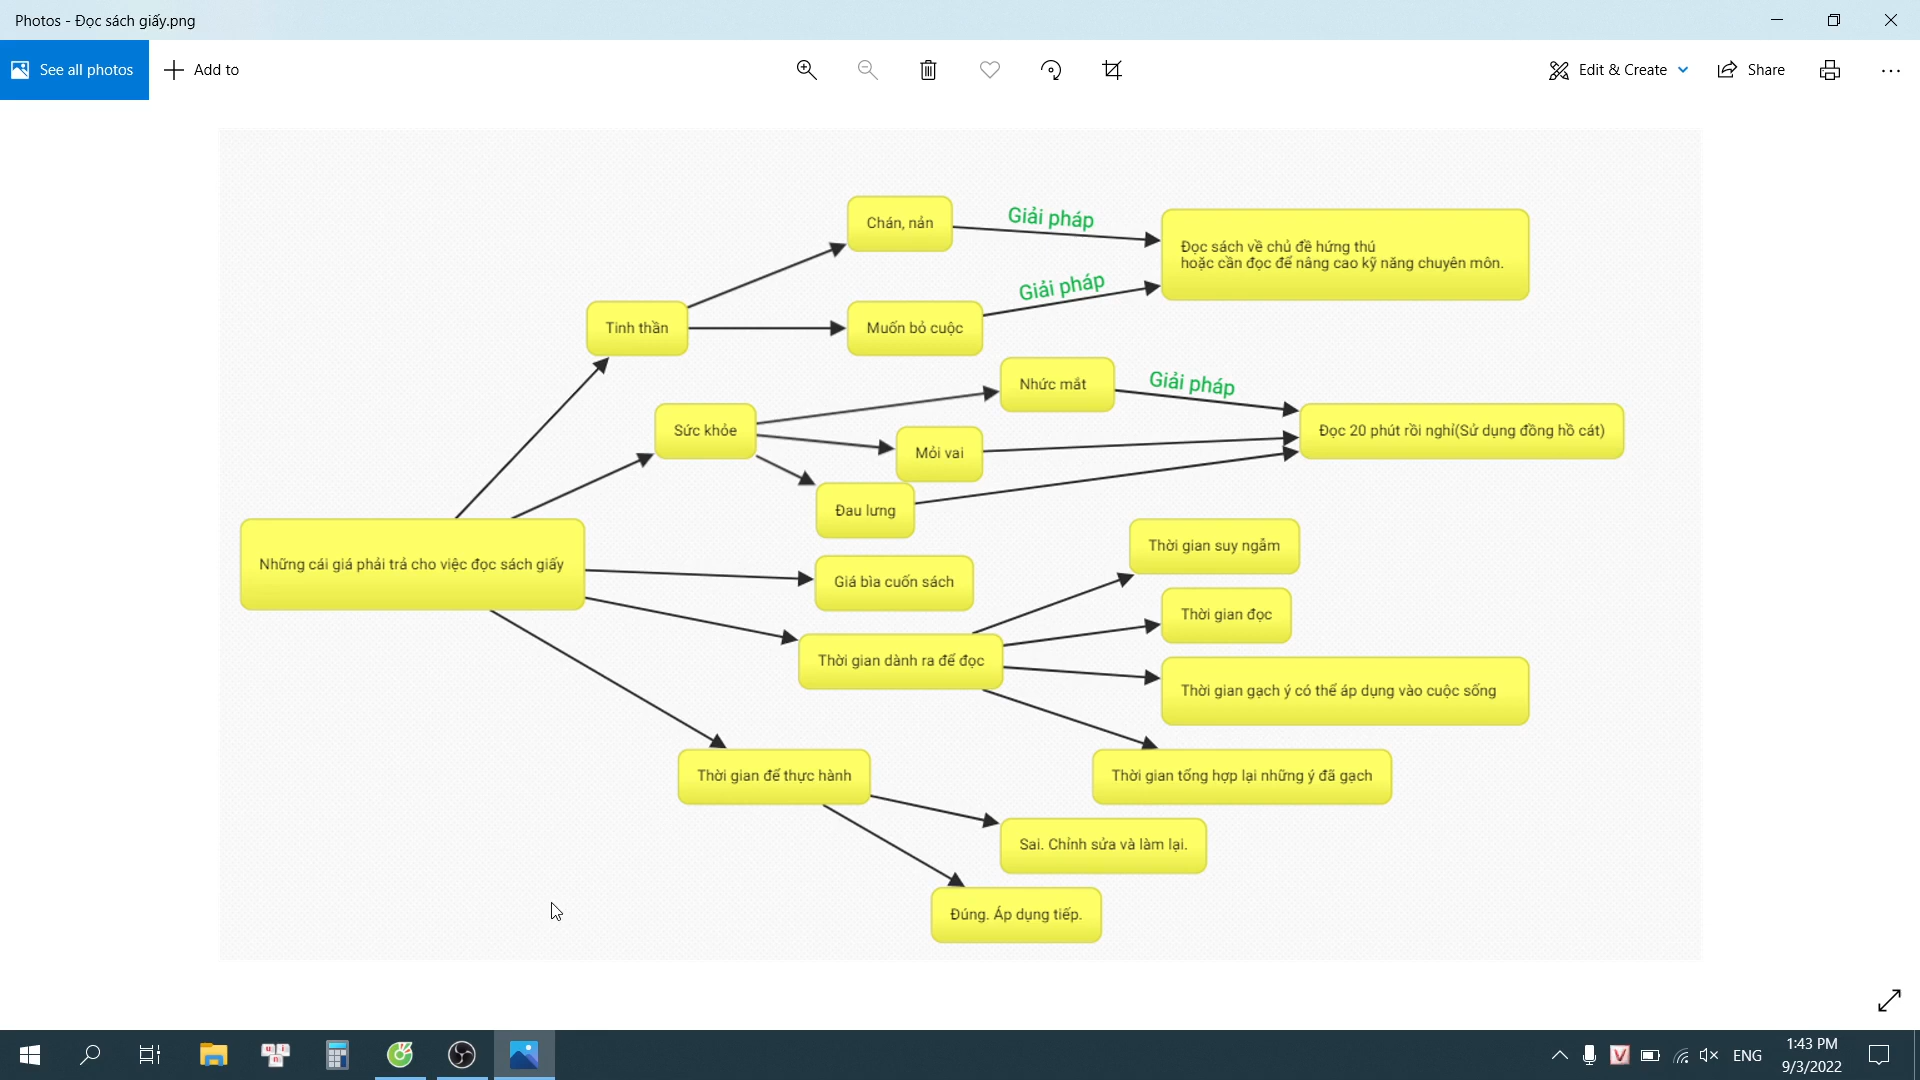 Photos - Đọc sách giấy.png
See all photos
Add to
Edit & Create
Share
Chán, nản
Giải pháp
Đọc sách về chủ đề hứng thú
hoặc cần đọc để nâng cao kỹ năng chuyên môn.
Giải pháp
Tinh thần
Muốn bỏ cuộc
Nhức mắt
Giải pháp
Sức khỏe
Đọc 20 phút rồi nghỉ(Sử dụng đồng hồ cát)
Mỏi vai
Đau lưng
Thời gian suy ngẫm
Những cái giá phải trả cho việc đọc sách giấy
Giá bìa cuốn sách
Thời gian đọc
Thời gian dành ra để đọc
Thời gian gạch ý có thể áp dụng vào cuộc sống
Thời gian để thực hành
Thời gian tổng hợp lại những ý đã gạch
Sai. Chỉnh sửa và làm lại.
Đúng. Áp dụng tiếp.
u i n
V
ENG
1:43 PM
9/3/2022